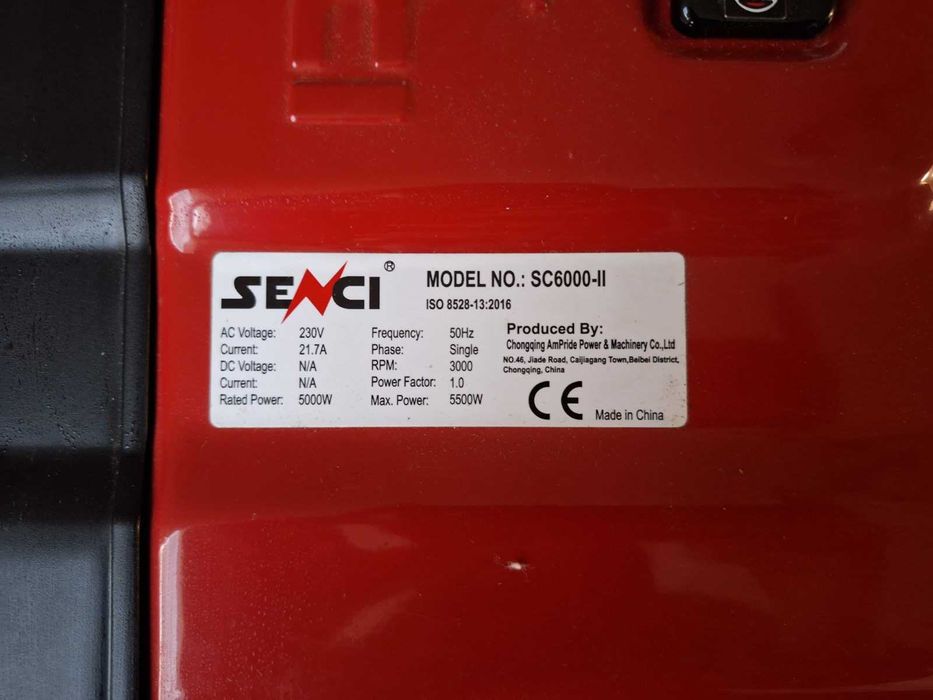 SENCI®
MODEL NO.: SC6000-II
ISO 8528-13:2016
AC Voltage: 230V
Current: 21.7A
DC Voltage: N/A
Current: N/A
Rated Power: 5000W
Frequency: 50Hz
Phase: Single
RPM: 3000
Power Factor: 1.0
Max. Power: 5500W
Produced By:
Chongqing AmPride Power & Machinery Co.,Ltd
NO.46, Jiade Road, Caijiagang Town,Beibei District,
Chongqing, China
CE
Made in China